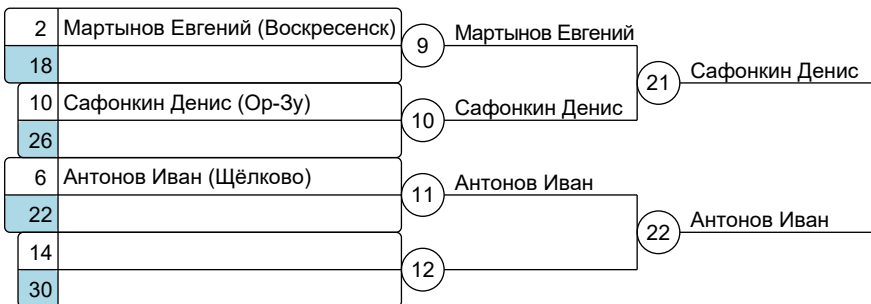 2 Мартынов Евгений (Воскресенск)
9 Мартынов Евгений
18
21 Сафонкин Денис
10 Сафонкин Денис (Ор-Зу)
10 Сафонкин Денис
26
6 Антонов Иван (Щёлково)
11 Антонов Иван
22
22 Антонов Иван
14
12
30